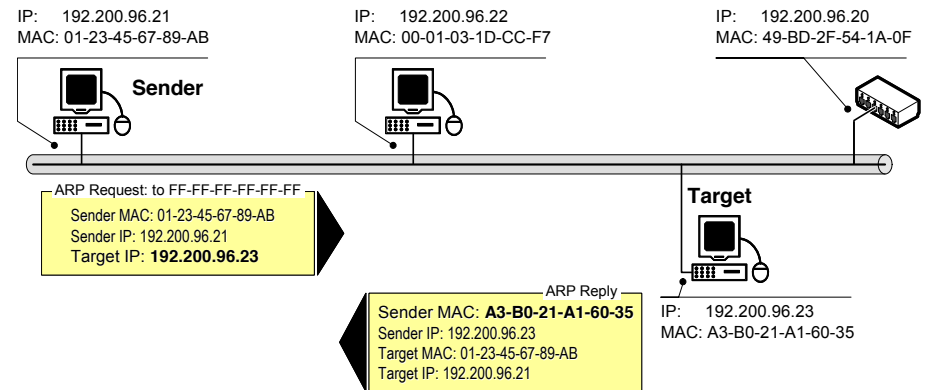 IP: 192.200.96.21
MAC: 01-23-45-67-89-AB
IP: 192.200.96.22
MAC: 00-01-03-1D-CC-F7
IP: 192.200.96.20
MAC: 49-BD-2F-54-1A-0F
Sender
ARP Request: to FF-FF-FF-FF-FF-FF
Sender MAC: 01-23-45-67-89-AB
Sender IP: 192.200.96.21
Target IP: 192.200.96.23
Target
ARP Reply
Sender MAC: A3-B0-21-A1-60-35
Sender IP: 192.200.96.23
Target MAC: 01-23-45-67-89-AB
Target IP: 192.200.96.21
IP: 192.200.96.23
MAC: A3-B0-21-A1-60-35